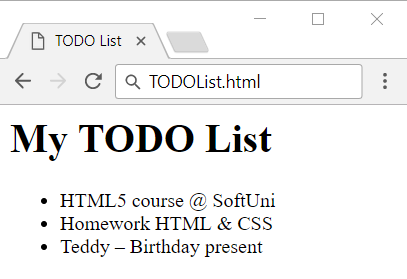 TODO List
TODOList.html
My TODO List
• HTML5 course @ SoftUni
• Homework HTML & CSS
• Teddy – Birthday present